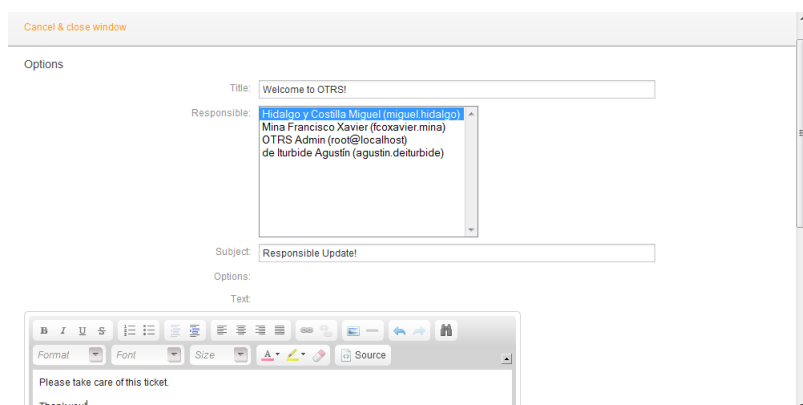 Cancel & close window
Options
Title: Welcome to OTRS!
Responsible: Hidalgo y Costilla Miguel (miguel.hidalgo)
Mina Francisco Xavier (fcoxavier.mina)
OTRS Admin (root@localhost)
de Iturbide Agustín (agustin.deiturbide)
Subject: Responsible Update!
Options:
Text:
B I U S
Format Font Size A Source
Please take care of this ticket.